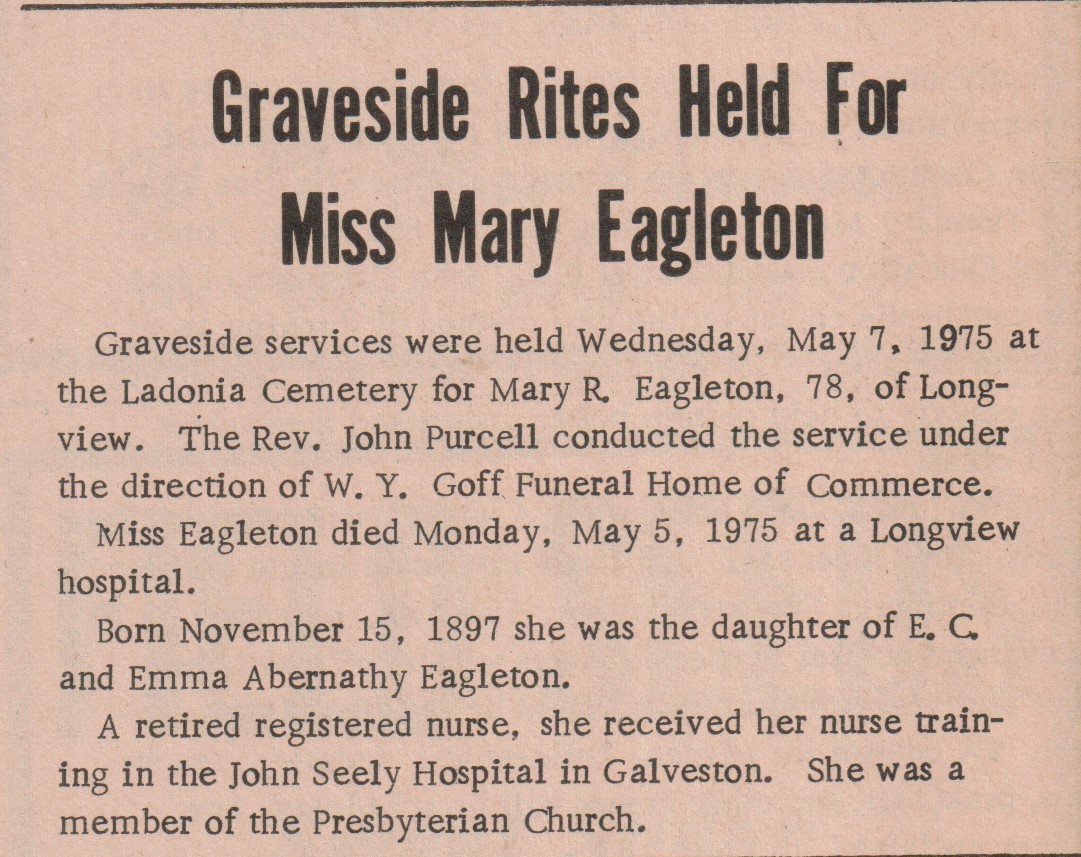 Graveside Rites Held For
Miss Mary Eagleton
Graveside services were held Wednesday, May 7, 1975 at
the Ladonia Cemetery for Mary R. Eagleton, 78, of Long-
view. The Rev. John Purcell conducted the service under
the direction of W. Y. Goff Funeral Home of Commerce.
Miss Eagleton died Monday, May 5, 1975 at a Longview
hospital.
Born November 15, 1897 she was the daughter of E. C.
and Emma Abernathy Eagleton.
A retired registered nurse, she received her nurse train-
ing in the John Seely Hospital in Galveston. She was a
member of the Presbyterian Church.